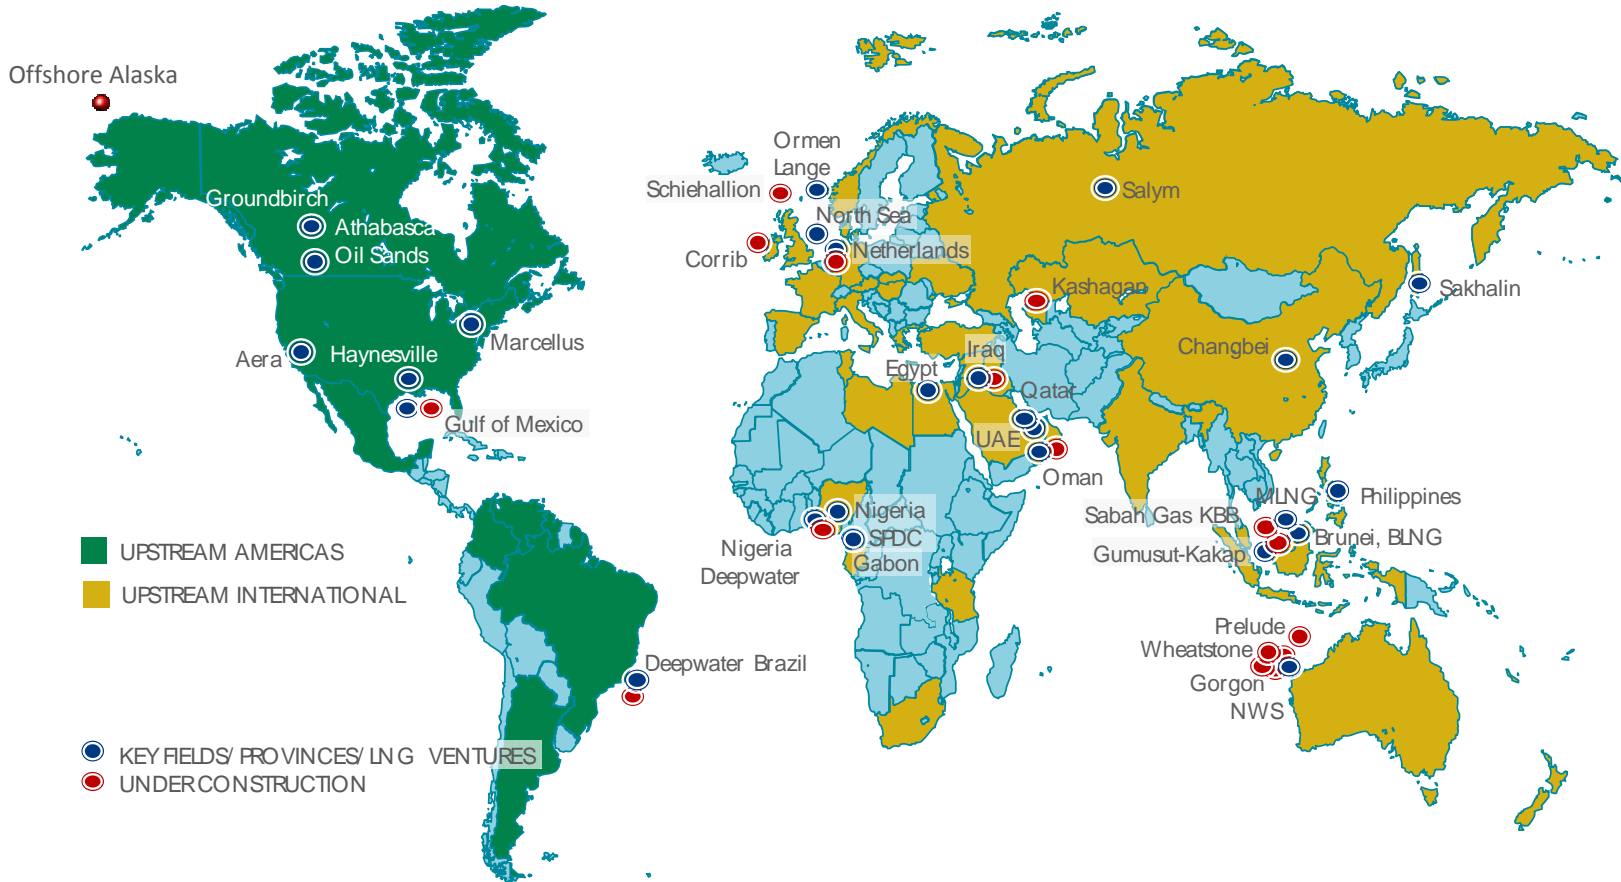 Offshore Alaska
Groundbirch
Athabasca
Oil Sands
Marcellus
Aera
Haynesville
Gulf of Mexico
Deepwater Brazil
Ormen
Lange
Schiehallion
North Sea
Corrib
Netherlands
Salym
Kashagan
Sakhalin
Changbei
Iraq
Egypt
Qatar
UAE
Oman
Nigeria
SPDC
Gabon
Nigeria
Deepwater
MLNG
Philippines
Sabah Gas KBB
Brunei, BLNG
Gumusut-Kakap
Prelude
Wheatstone
Gorgon
NWS
UPSTREAM AMERICAS
UPSTREAM INTERNATIONAL
KEY FIELDS/ PROVINCES/ LNG VENTURES
UNDER CONSTRUCTION